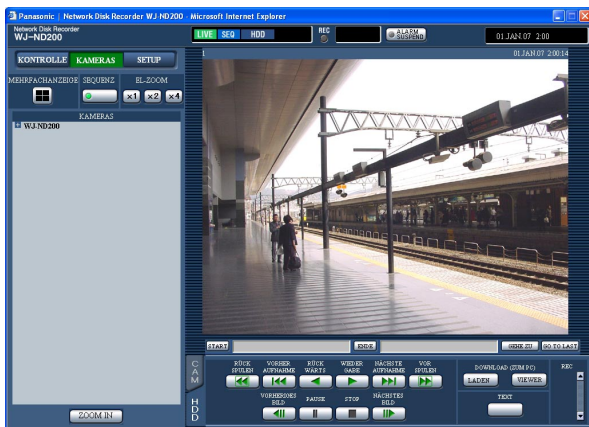 Panasonic | Network Disk Recorder WJ-ND200 - Microsoft Internet Explorer
Network Disk Recorder
WJ-ND200
LIVE SEQ HDD
REC
ALARM
SUSPEND
01.JAN.07 2:00
KONTROLLE KAMERAS SETUP
MEHRFACHANZEIGE SEQUENZ EL-ZOOM
x1 x2 x4
KAMERAS
WJ-ND200
ZOOM IN
1
01.JAN.07 2:00:14
START ENDE GEHE ZU GO TO LAST
CAM
HDD
RÜCK
SPULEN
VORHER
AUFNAHME
RÜCK
WÄRTS
WIEDER
GABE
NÄCHSTE
AUFNAHME
VOR
SPULEN
VORHERIGES
BILD
PAUSE
STOP
NÄCHSTES
BILD
DOWNLOAD (ZUM PC)
LADEN VIEWER
TEXT
REC